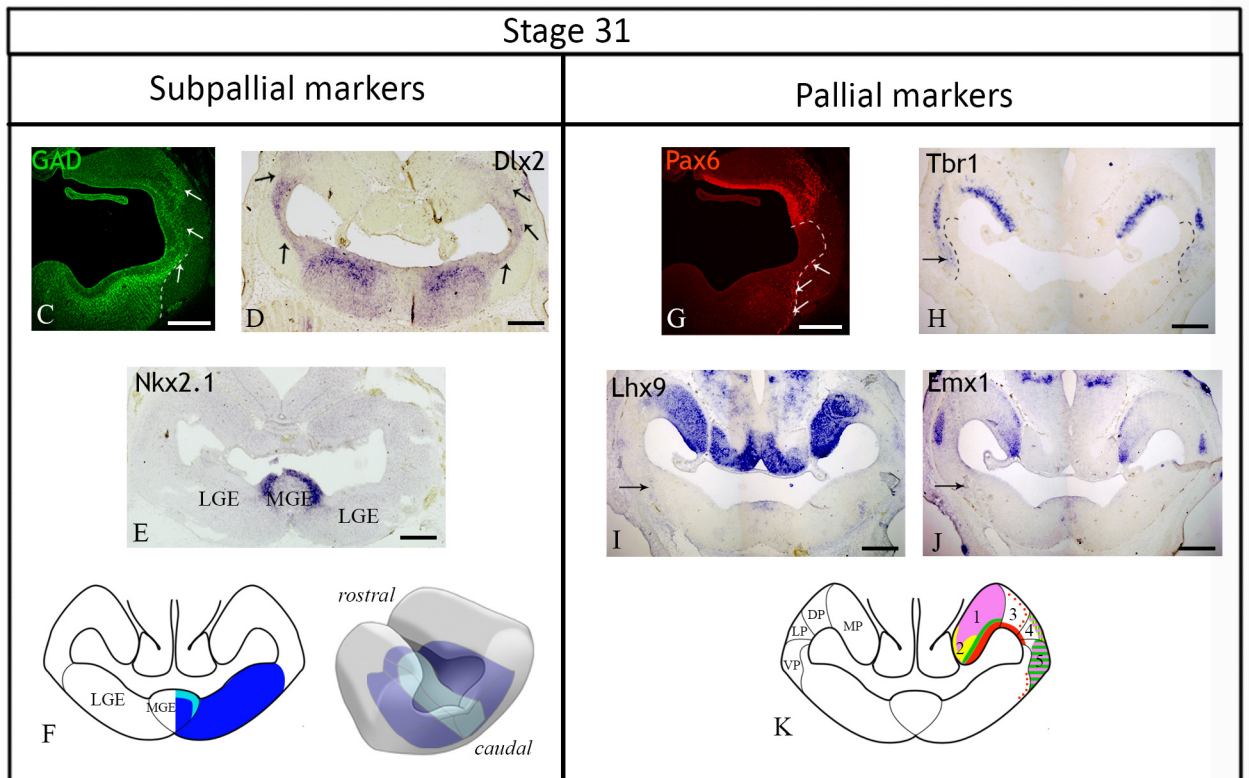 Stage 31
Subpallial markers
Pallial markers
GAD
C
Dlx2
D
Pax6
G
Tbr1
H
Nkx2.1
LGE
MGE
LGE
E
Lhx9
I
Emx1
J
rostral
LGE
MGE
F
caudal
DP
LP
MP
VP
1
2
3
4
5
K